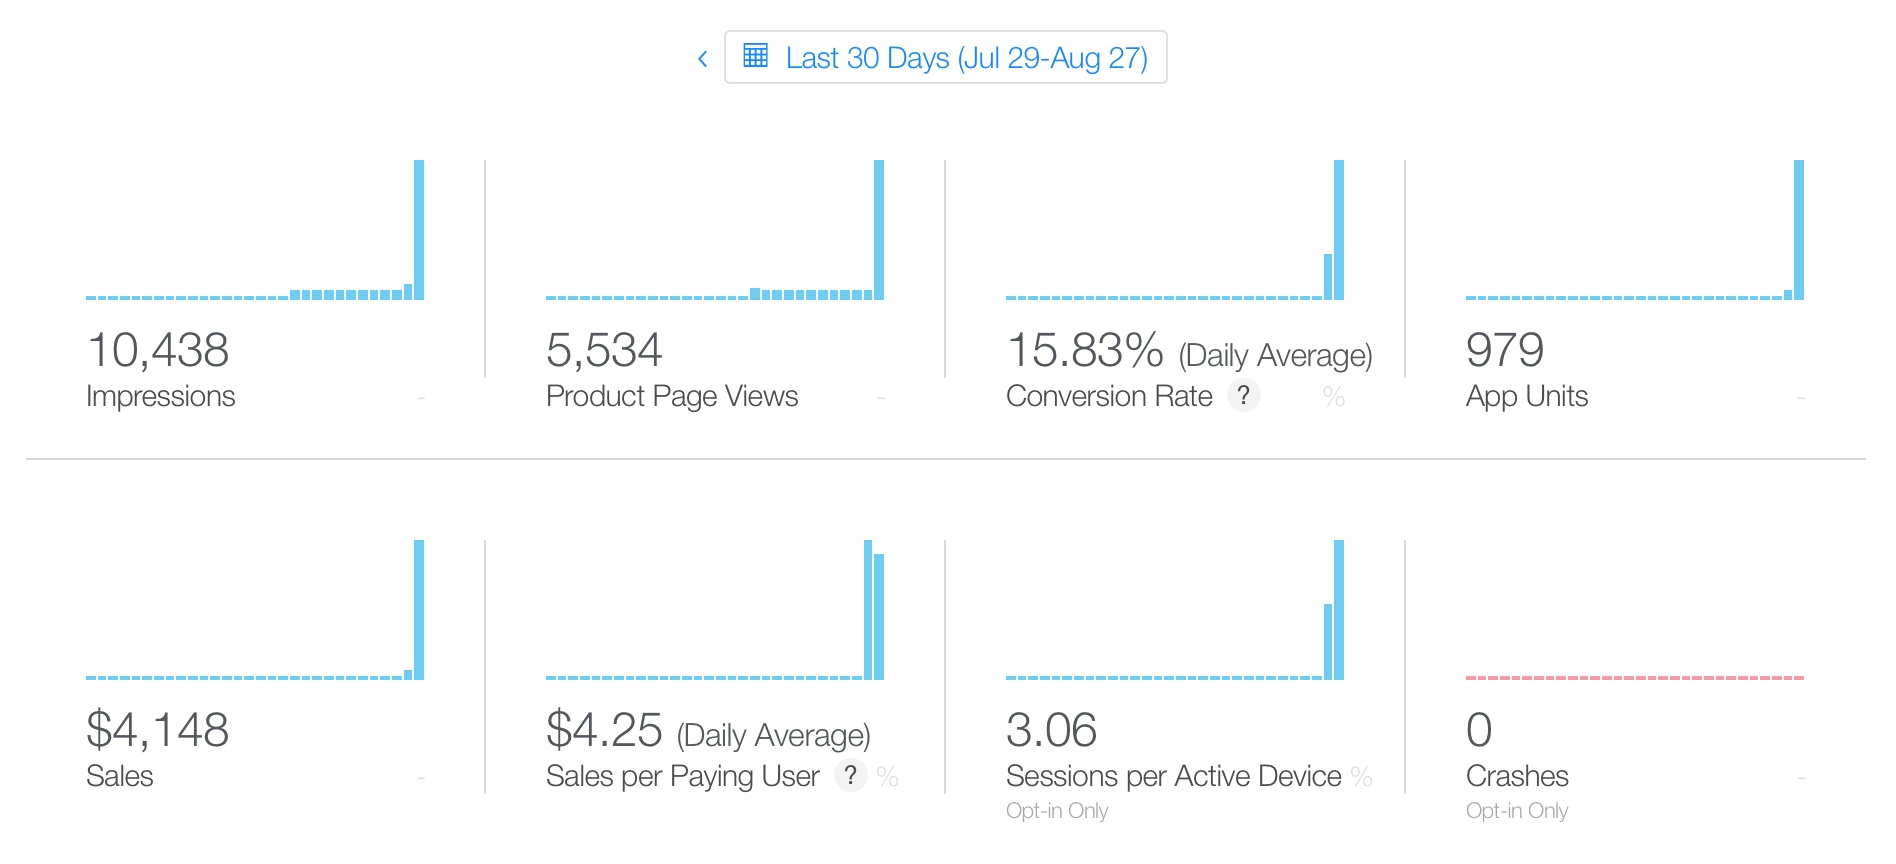 Last 30 Days (Jul 29-Aug 27)
10,438
Impressions -
5,534
Product Page Views -
15.83% (Daily Average)
Conversion Rate ? %
979
App Units -
$4,148
Sales -
$4.25 (Daily Average)
Sales per Paying User ? %
3.06
Sessions per Active Device %
Opt-in Only
0
Crashes -
Opt-in Only